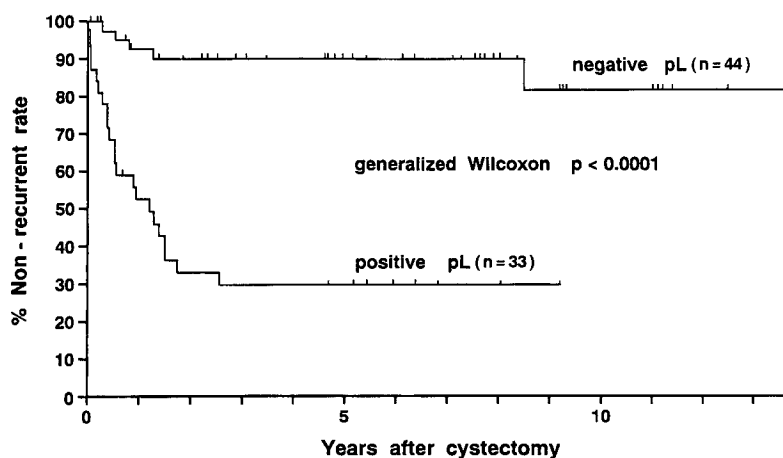 % Non - recurrent rate
100
90
80
70
60
50
40
30
20
10
0
negative pL (n=44)
generalized Wilcoxon p < 0.0001
positive pL (n=33)
0 5 10
Years after cystectomy